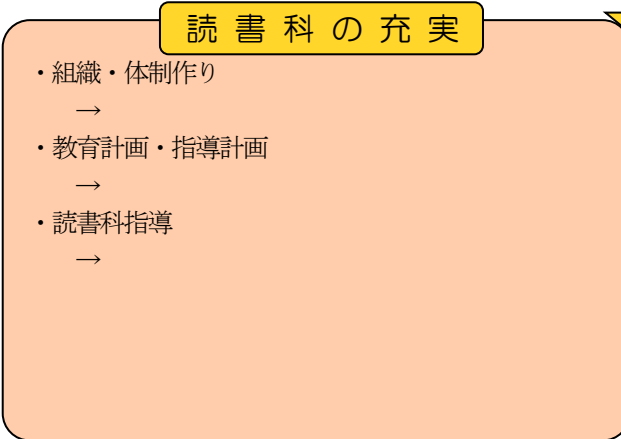 読書科の充実
・組織・体制作り
→
・教育計画・指導計画
→
・読書科指導
→